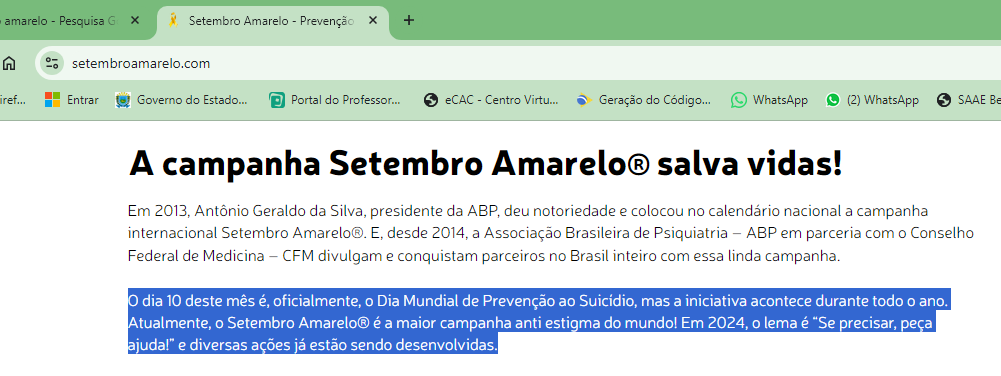 amarelo - Pesquisa G
Setembro Amarelo - Prevenção
setembroamarelo.com
Entrar
Governo do Estado...
Portal do Professor...
eCAC - Centro Virtu...
Geração do Código...
WhatsApp
(2) WhatsApp
SAAE Be
A campanha Setembro Amarelo® salva vidas!
Em 2013, Antônio Geraldo da Silva, presidente da ABP, deu notoriedade e colocou no calendário nacional a campanha
internacional Setembro Amarelo®. E, desde 2014, a Associação Brasileira de Psiquiatria – ABP em parceria com o Conselho
Federal de Medicina – CFM divulgam e conquistam parceiros no Brasil inteiro com essa linda campanha.
O dia 10 deste mês é, oficialmente, o Dia Mundial de Prevenção ao Suicídio, mas a iniciativa acontece durante todo o ano.
Atualmente, o Setembro Amarelo® é a maior campanha anti estigma do mundo! Em 2024, o lema é “Se precisar, peça
ajuda!” e diversas ações já estão sendo desenvolvidas.